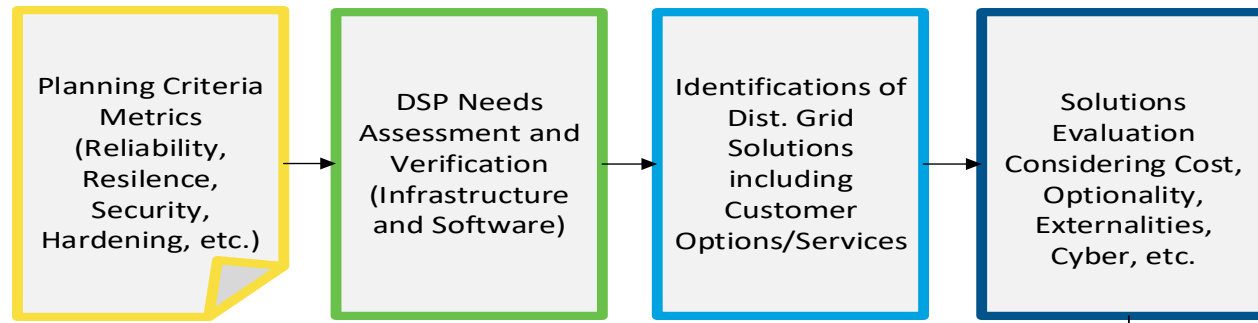 Planning Criteria
Metrics
(Reliability,
Resilence,
Security,
Hardening, etc.)
DSP Needs
Assessment and
Verification
(Infrastructure
and Software)
Identifications of
Dist. Grid
Solutions
including
Customer
Options/Services
Solutions
Evaluation
Considering Cost,
Optionality,
Externalities,
Cyber, etc.